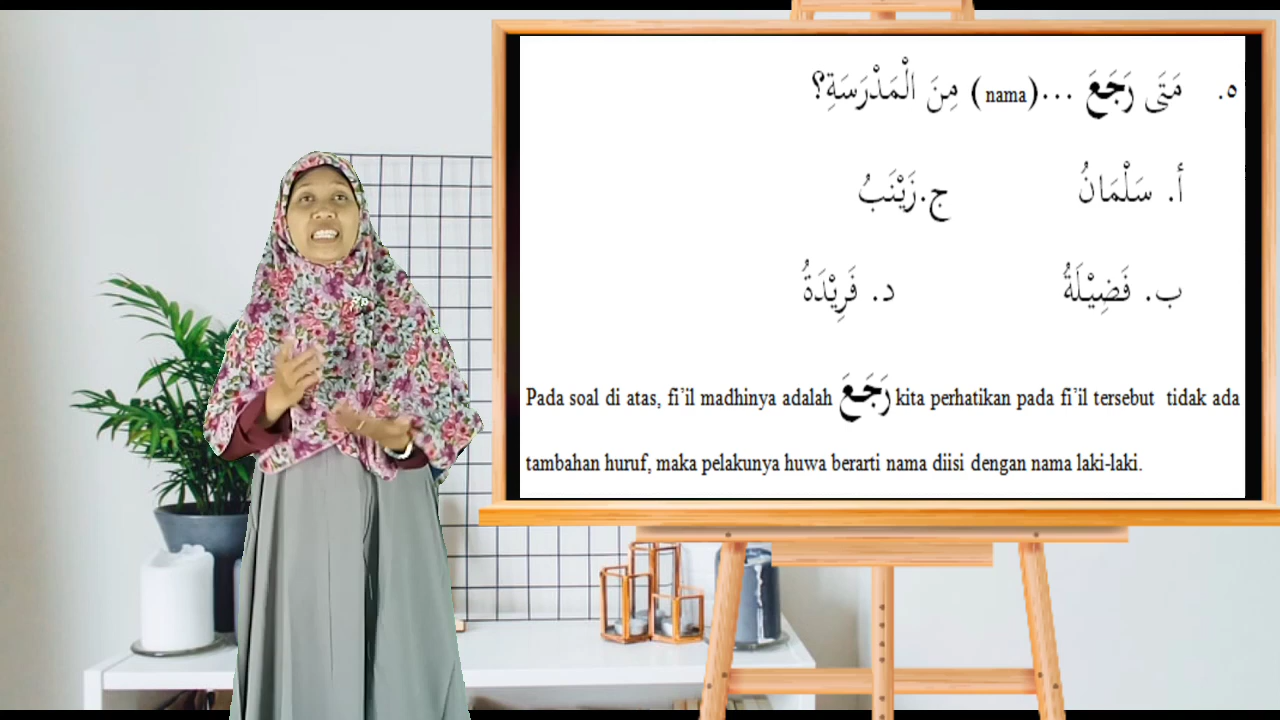 ٥. مَتَى رَجَعَ ...(nama) مِنَ الْمَدْرَسَةِ؟
أ. سَلْمَانُ ج.زَيْنَبُ
ب. فَضِيْلَةُ د. فَرِيْدَةُ
Pada soal di atas, fi’il madhinya adalah رَجَعَ kita perhatikan pada fi’il tersebut tidak ada
tambahan huruf, maka pelakunya huwa berarti nama diisi dengan nama laki-laki.